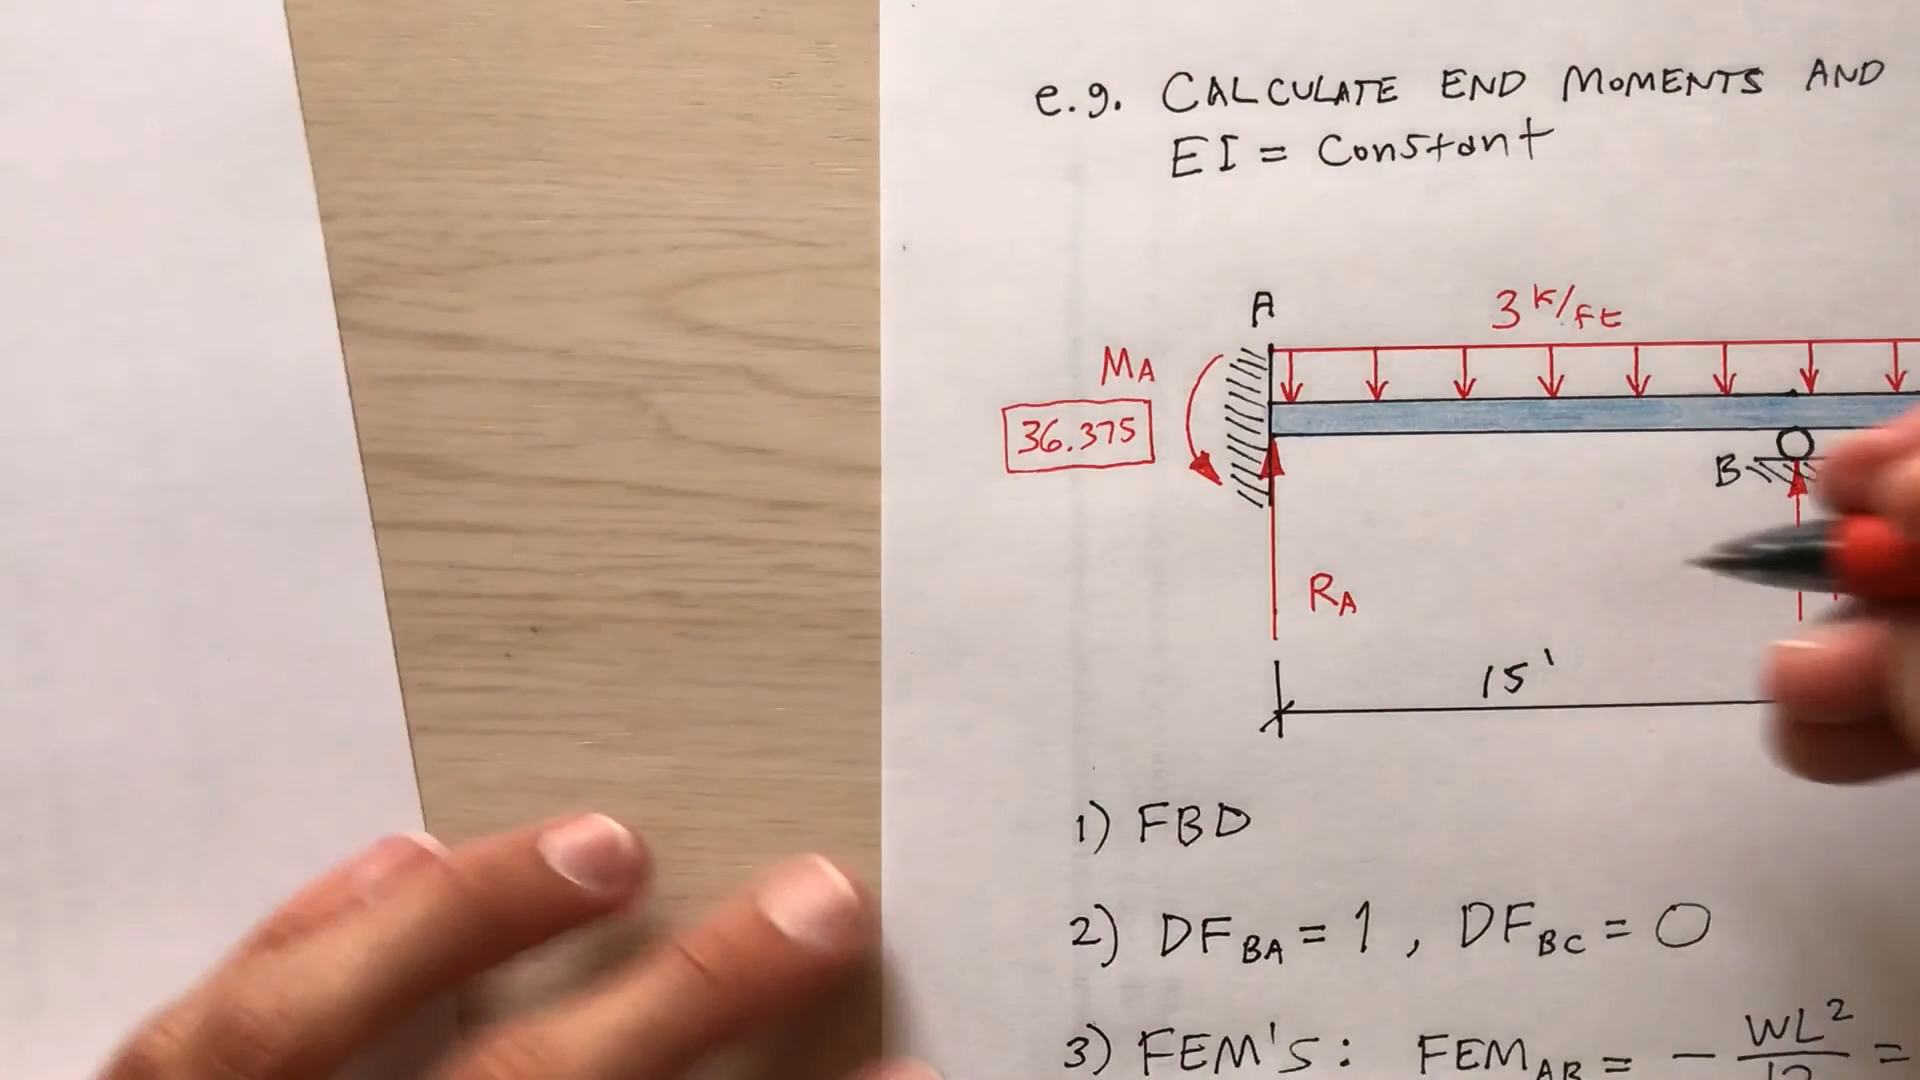 e.g. CALCULATE END MOMENTS AND
EI = Constant
A
3 K/ft
MA
36.375
B
RA
15'
1) FBD
2) DFBA = 1, DFBC = 0
3) FEM'S: FEMAB = - WL²/12 =